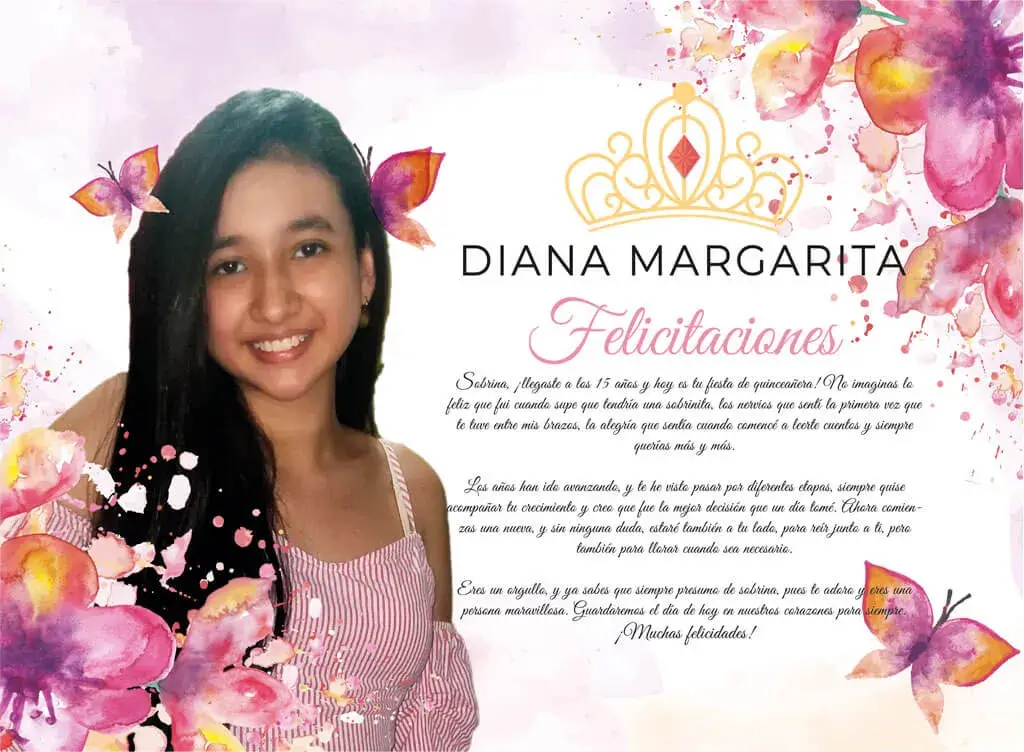 DIANA MARGARITA
Felicitaciones
Sobrina, ¡llegaste a los 15 años y hoy es tu fiesta de quinceañera! No imaginas lo
feliz que fui cuando supe que tendría una sobrinita, los nervios que sentí la primera vez que
te tuve entre mis brazos, la alegría que sentía cuando comencé a leerte cuentos y siempre
querías más y más.
Los años han ido avanzando, y te he visto pasar por diferentes etapas, siempre quise
acompañar tu crecimiento y creo que fue la mejor decisión que un día tomé. Ahora comien-
zas una nueva, y sin ninguna duda, estaré también a tu lado, para reír junto a ti, pero
también para llorar cuando sea necesario.
Eres un orgullo, y ya sabes que siempre presumo de sobrina, pues te adoro y eres una
persona maravillosa. Guardaremos el día de hoy en nuestros corazones para siempre.
¡Muchas felicidades!